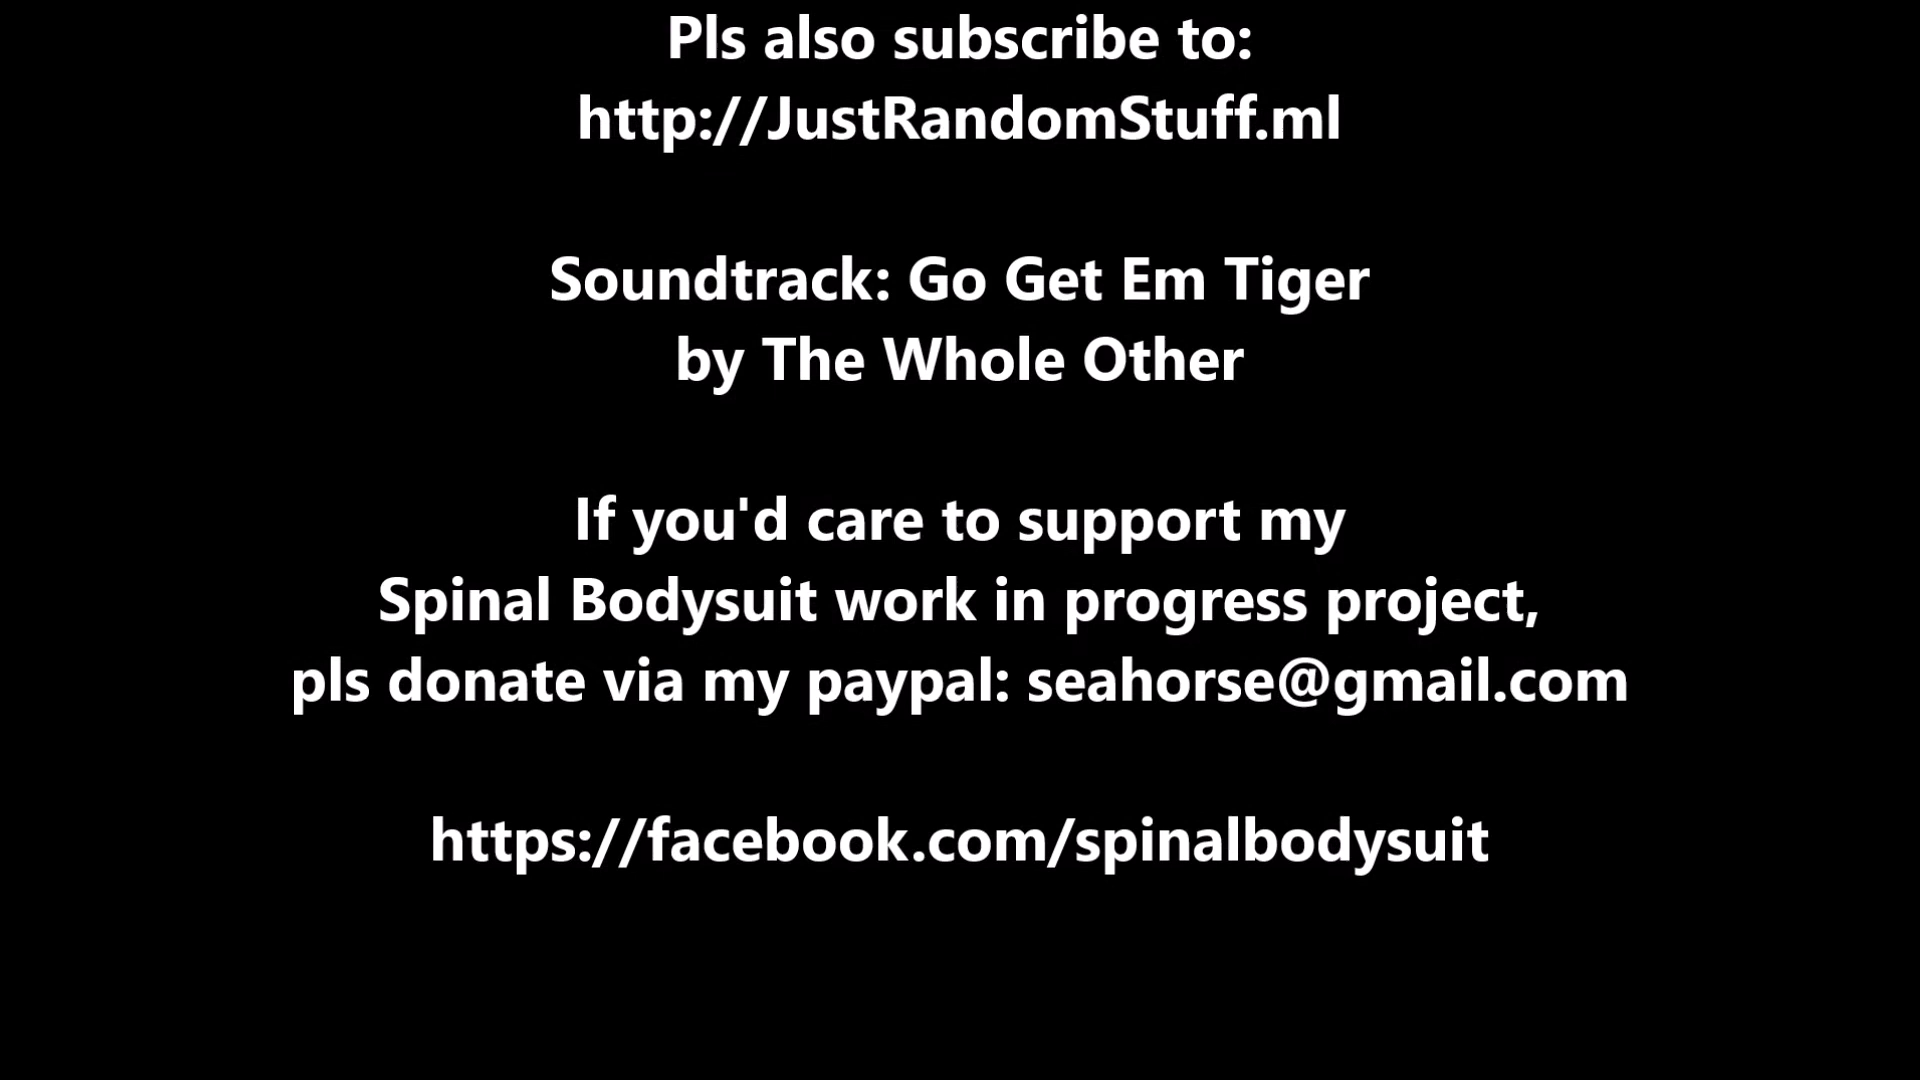 Pls also subscribe to:
http://JustRandomStuff.ml
Soundtrack: Go Get Em Tiger
by The Whole Other
If you'd care to support my
Spinal Bodysuit work in progress project,
pls donate via my paypal: seahorse@gmail.com
https://facebook.com/spinalbodysuit